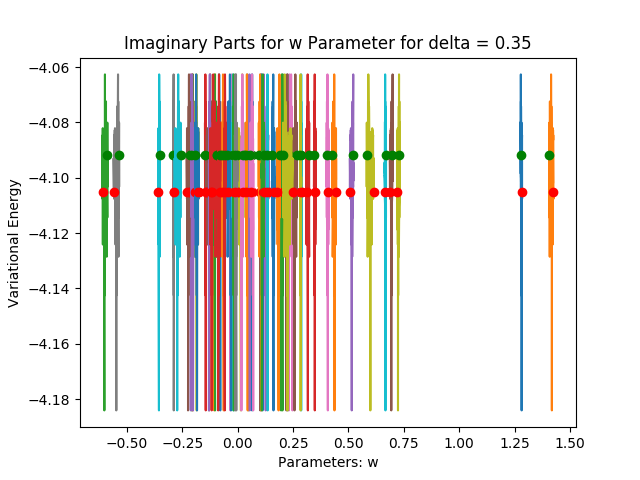 Imaginary Parts for w Parameter for delta = 0.35
−4.06
−4.08
−4.10
−4.12
−4.14
−4.16
−4.18
Variational Energy
−0.50 −0.25 0.00 0.25 0.50 0.75 1.00 1.25 1.50
Parameters: w